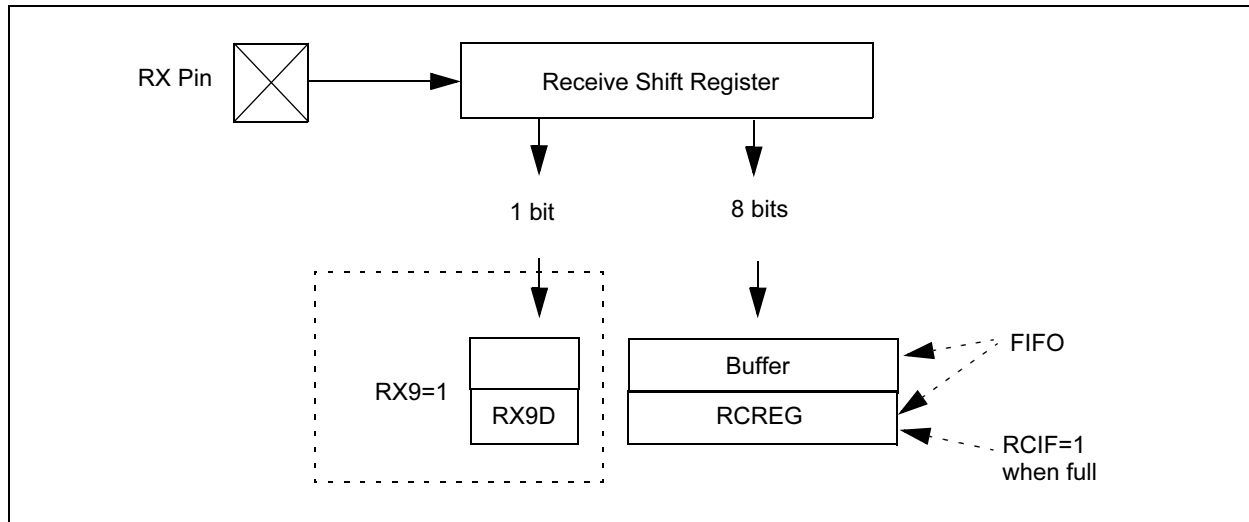 RX Pin
Receive Shift Register
1 bit
8 bits
RX9=1
RX9D
Buffer
RCREG
FIFO
RCIF=1
when full